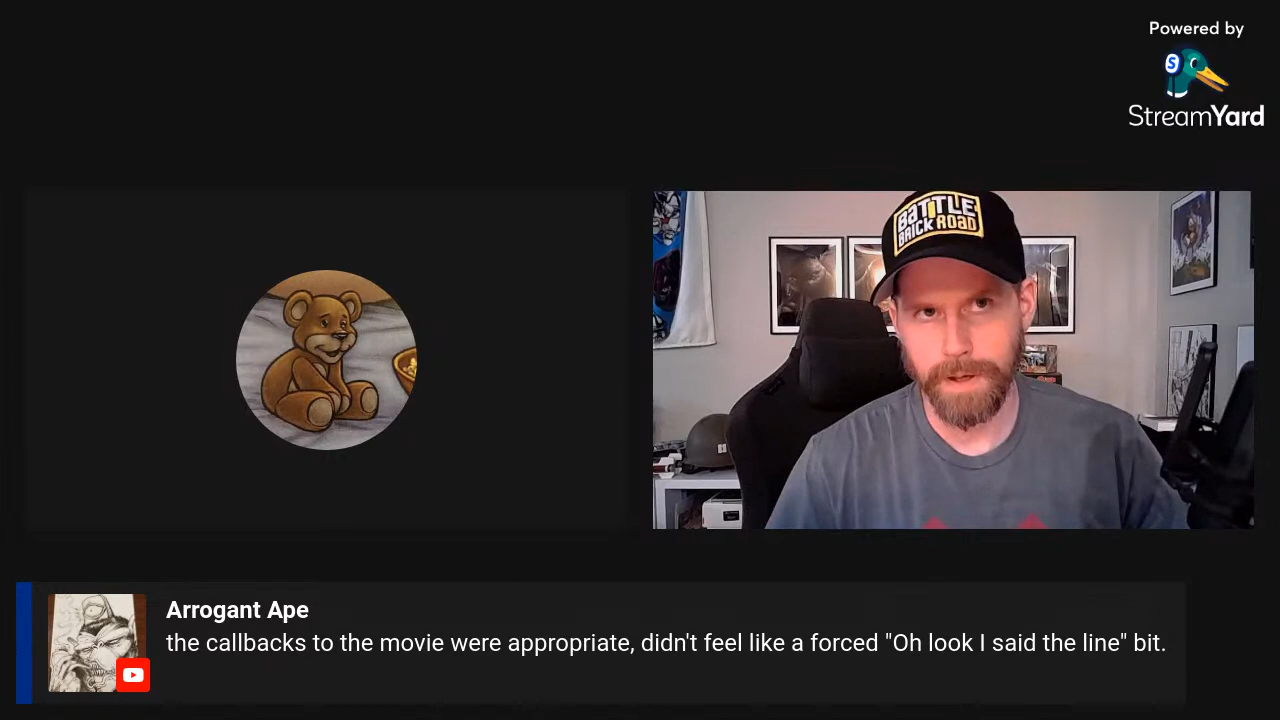 Powered by
S
StreamYard
BATTLE
BRICK ROAD
Arrogant Ape
the callbacks to the movie were appropriate, didn't feel like a forced "Oh look I said the line" bit.